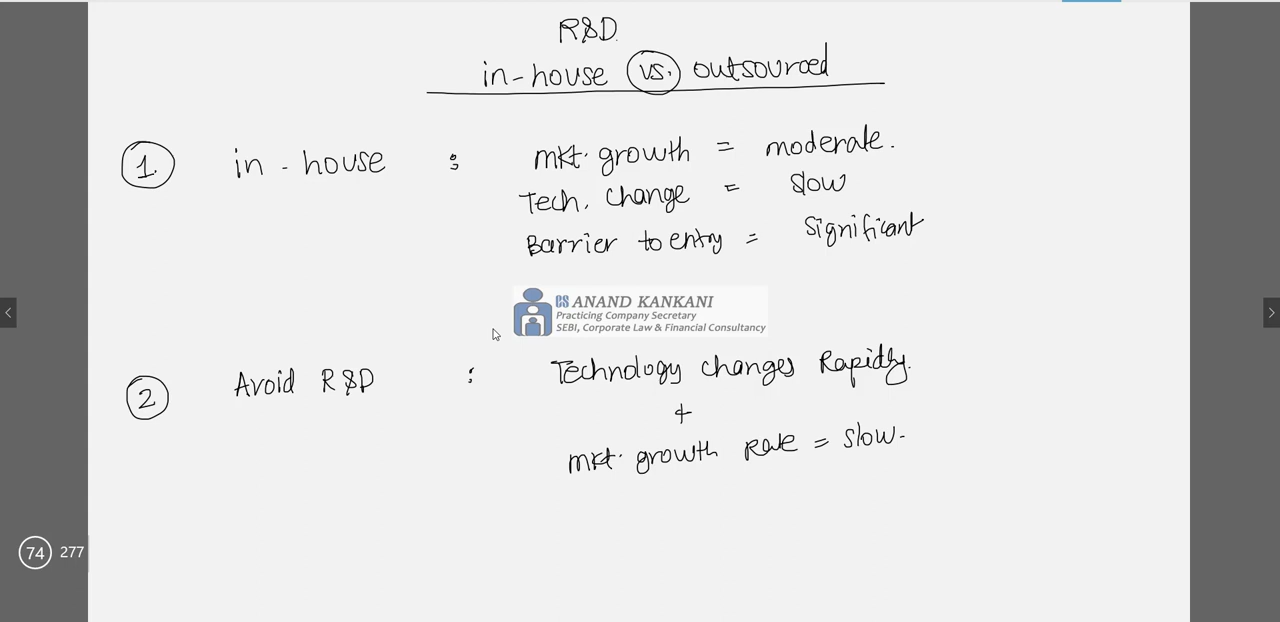 R&D.
in-house vs. outsourced
1. in-house : mkt. growth = moderate.
Tech. change = slow
Barrier to entry = significant
CS ANAND KANKANI
Practicing Company Secretary
SEBI, Corporate Law & Financial Consultancy
2 Avoid R&D : Technology changes Rapidly.
+
mkt. growth Rate = slow.
74 277